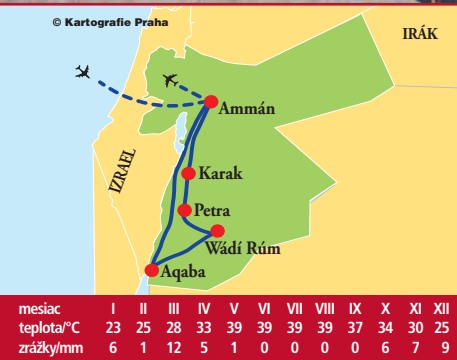 © Kartografie Praha
IRÁK
Ammán
IZRAEL
Karak
Petra
Wádí Rúm
Aqaba
mesiac I II III IV V VI VII VIII IX X XI XII
teplota/°C 23 25 28 33 39 39 39 39 37 34 30 25
zrážky/mm 6 1 12 5 1 0 0 0 0 6 7 9